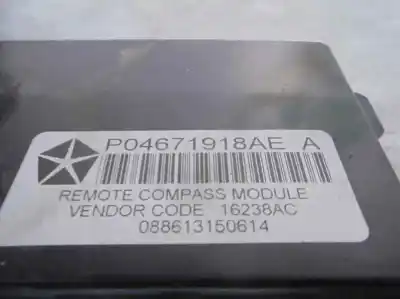 P04671918AE A
REMOTE COMPASS MODULE
VENDOR CODE 16238AC
088613150614